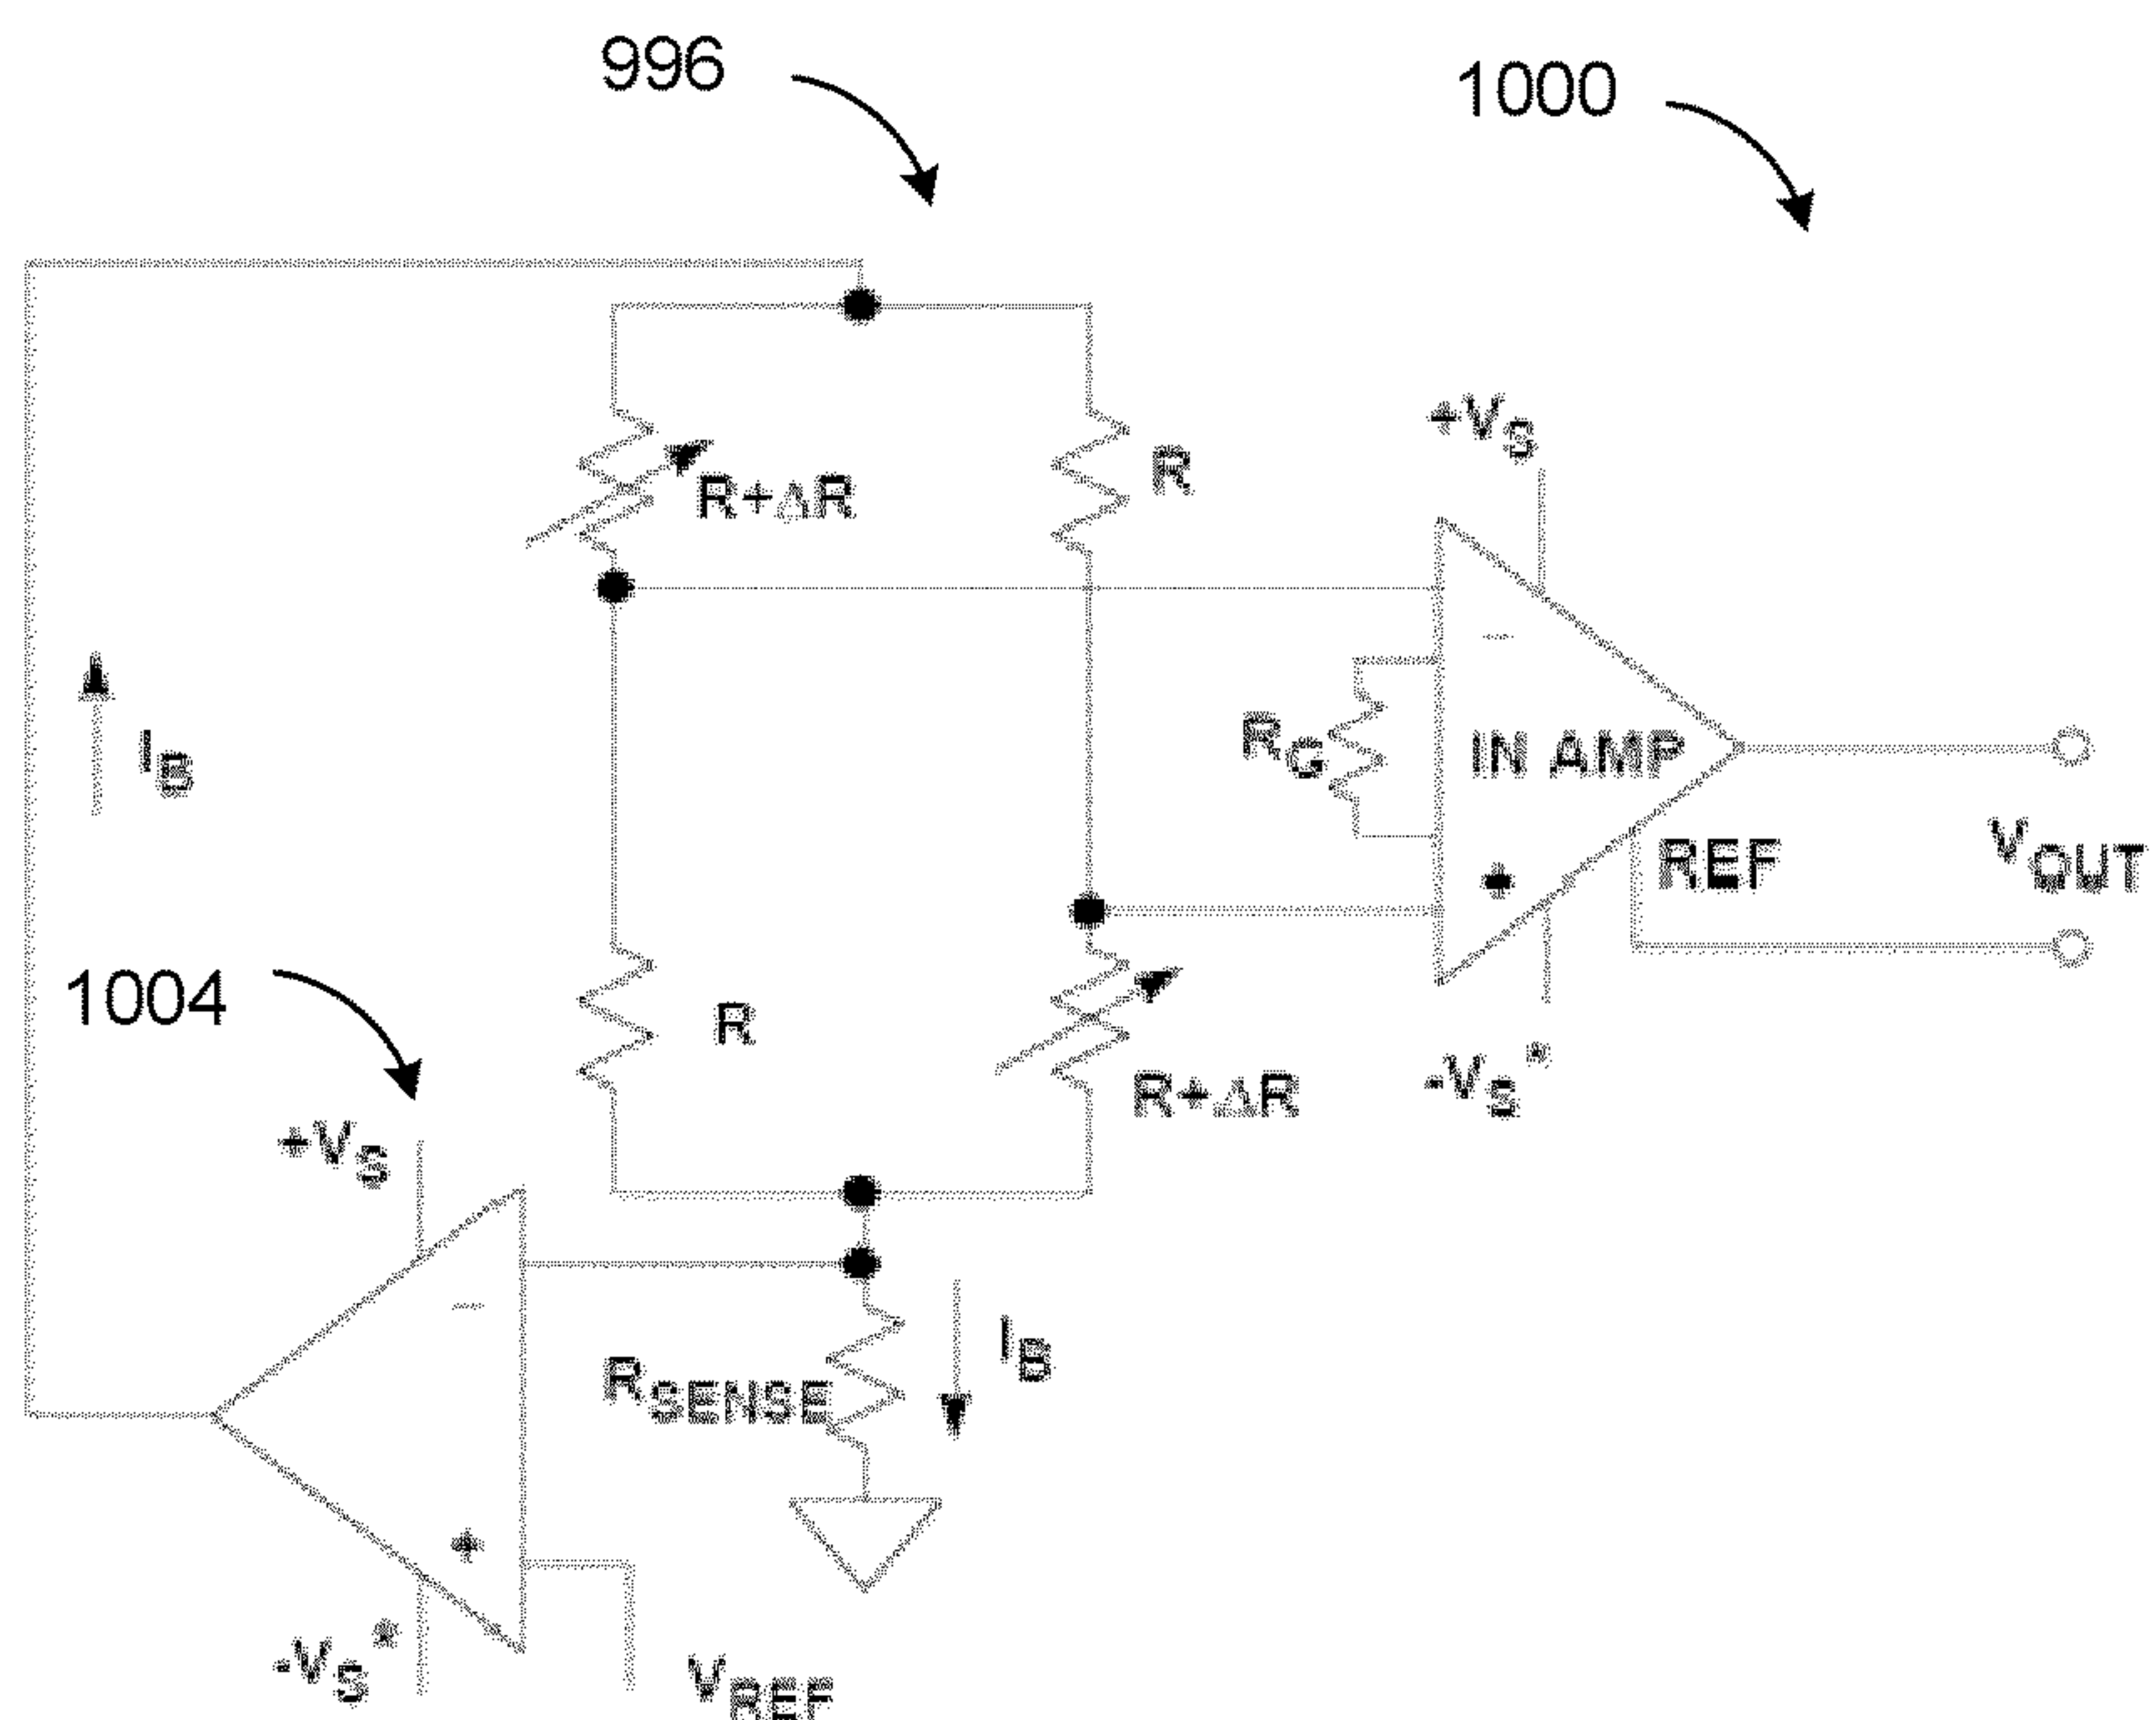 996
1000
+VS
R+ΔR
R
−
RG
IN AMP
IB
+
REF
VOUT
1004
R
R+ΔR
-VS*
+VS
−
IB
RSENSE
+
-VS*
VREF